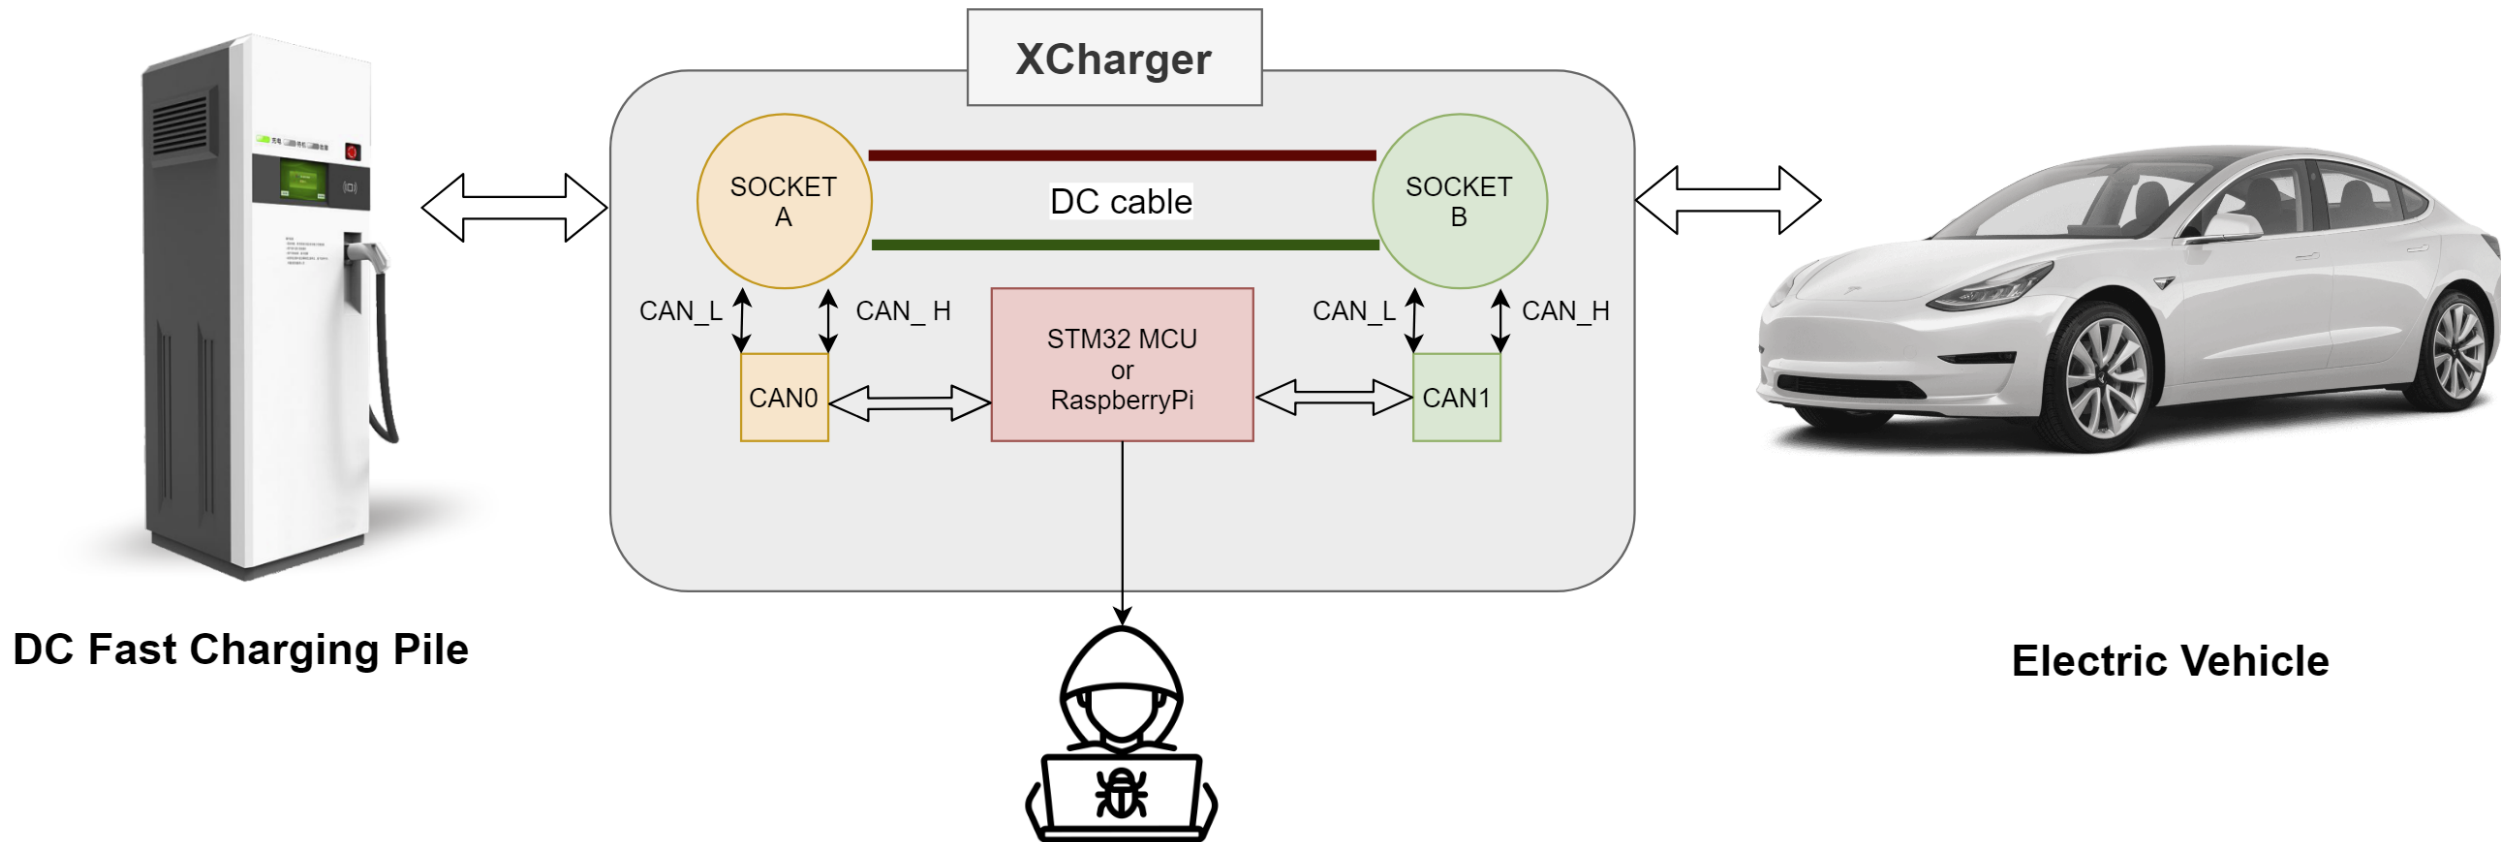 XCharger
SOCKET
A
DC cable
SOCKET
B
CAN_L
CAN_ H
CAN_L
CAN_H
STM32 MCU
or
RaspberryPi
CAN0
CAN1
DC Fast Charging Pile
Electric Vehicle